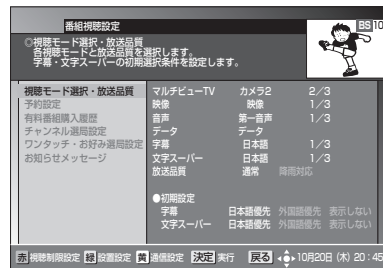 番組視聴設定
BS 10
◎視聴モード選択・放送品質
各視聴モードと放送品質を選択します。
字幕・文字スーパーの初期選択条件を設定します。
視聴モード選択・放送品質
予約設定
有料番組購入履歴
チャンネル選局設定
ワンタッチ・お好み選局設定
お知らせメッセージ
マルチビューTV カメラ2 2/3
映像 映像 1/3
音声 第一音声 1/3
データ データ
字幕 日本語 1/3
文字スーパー 日本語 1/3
放送品質 通常 降雨対応
●初期設定
字幕 日本語優先 外国語優先 表示しない
文字スーパー 日本語優先 外国語優先 表示しない
赤 視聴制限設定 緑 設置設定 黄 通信設定 決定 実行 戻る 10月20日 (木) 20:45